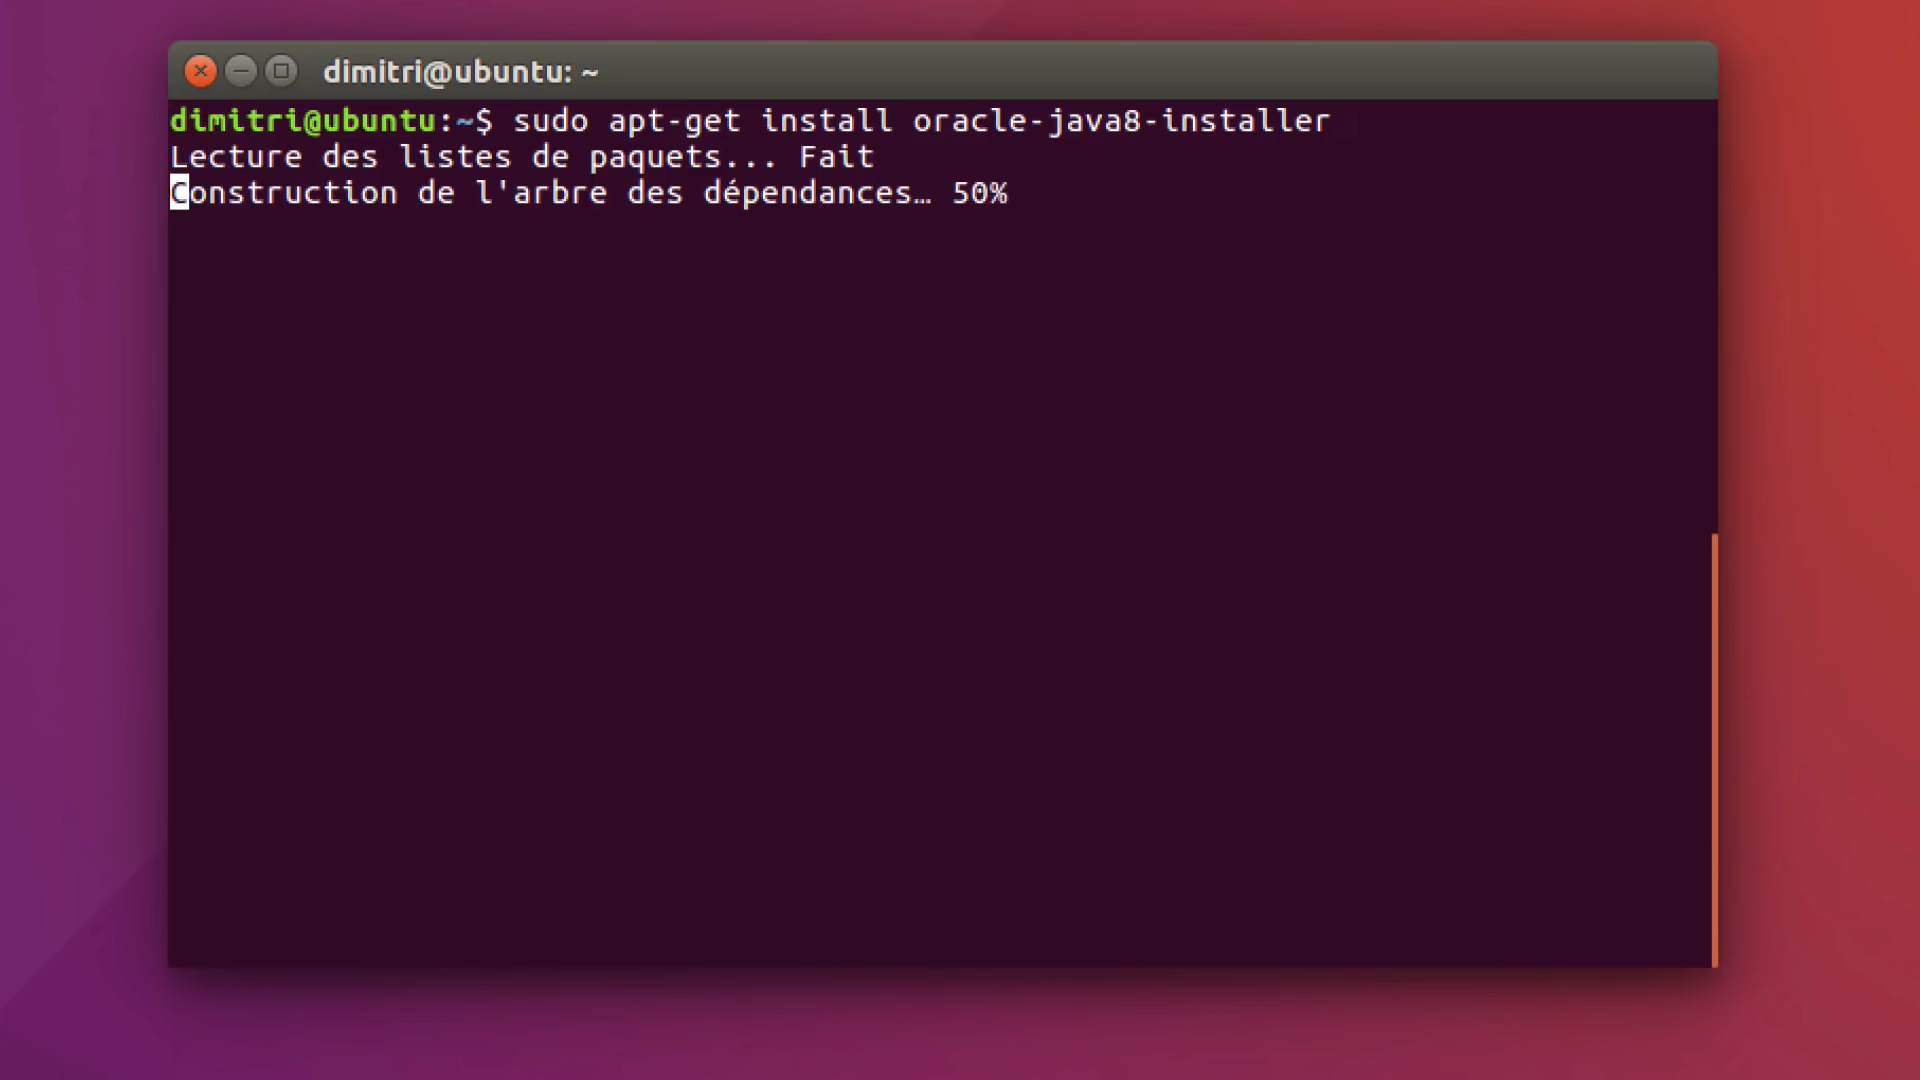 dimitri@ubuntu: ~
dimitri@ubuntu:~$ sudo apt-get install oracle-java8-installer
Lecture des listes de paquets... Fait
Construction de l'arbre des dépendances… 50%